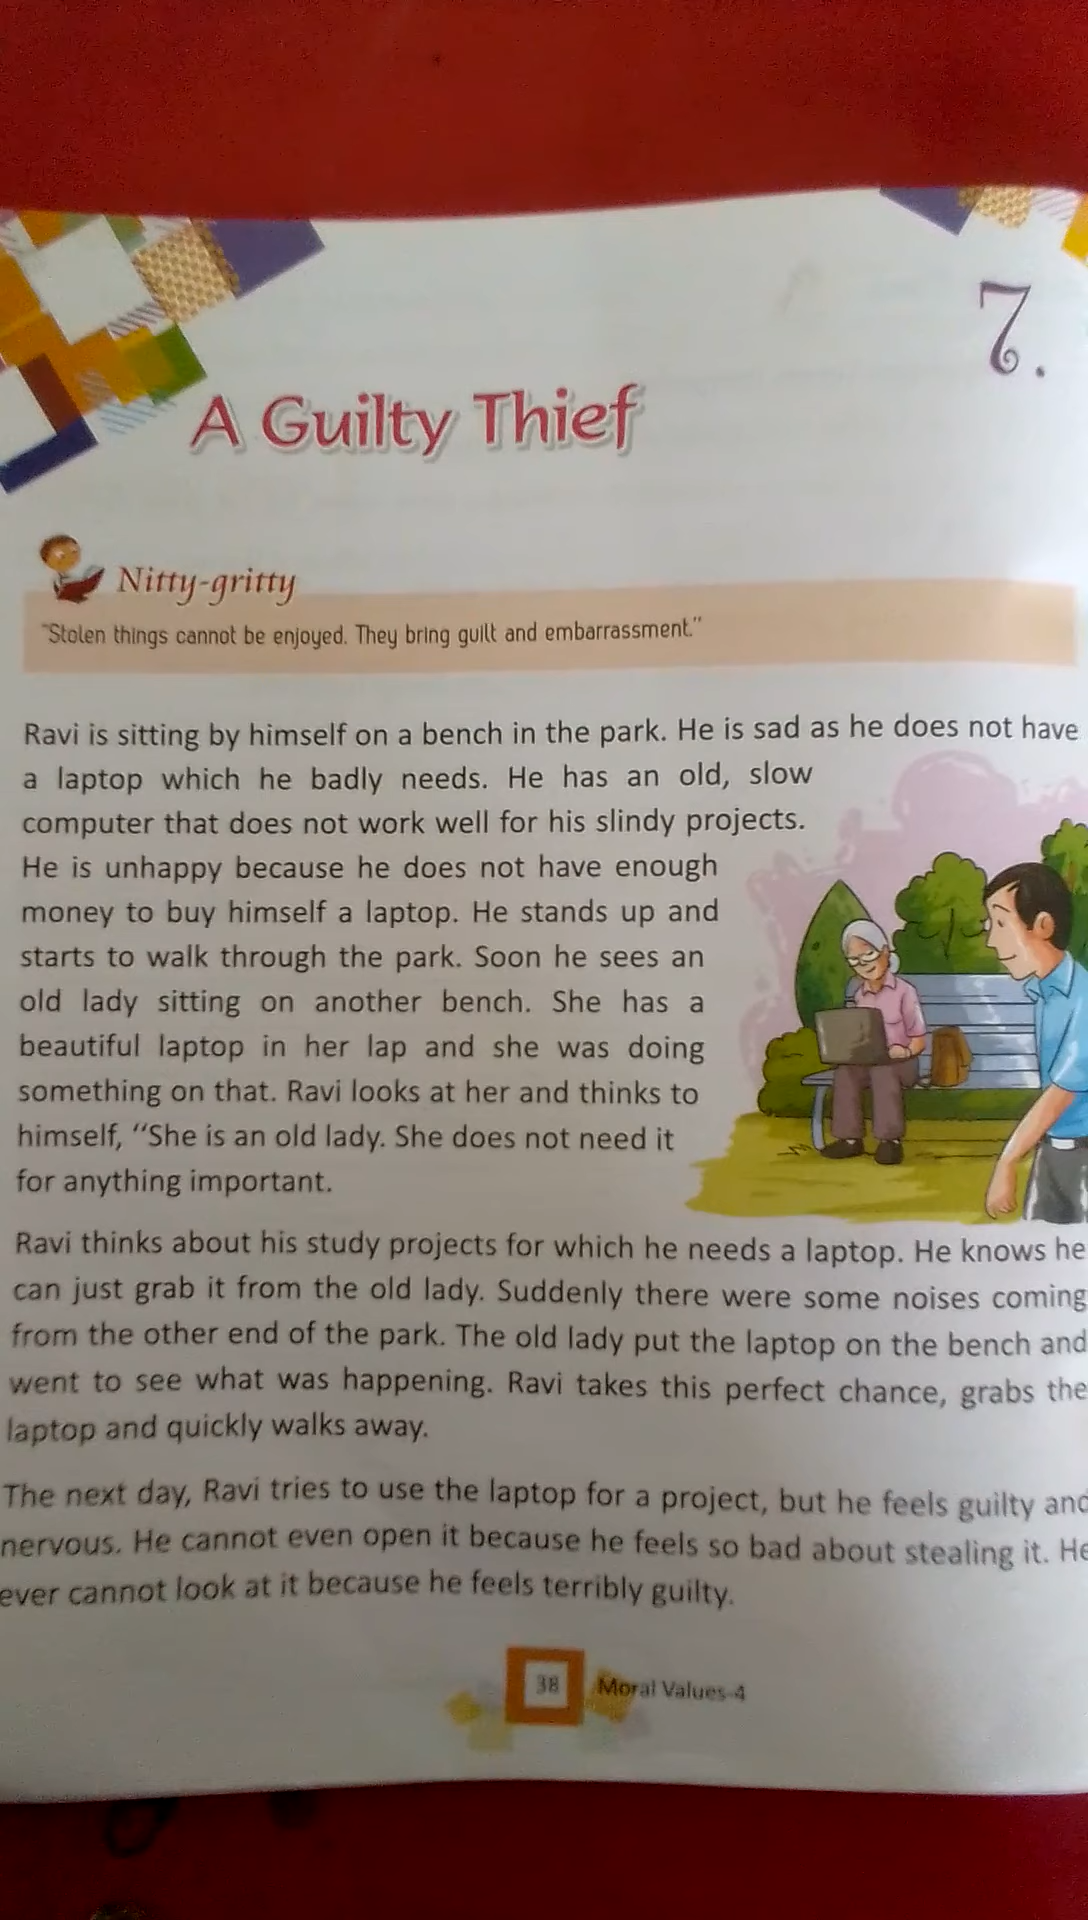 7.
A Guilty Thief
Nitty-gritty
"Stolen things cannot be enjoyed. They bring guilt and embarrassment."
Ravi is sitting by himself on a bench in the park. He is sad as he does not have
a laptop which he badly needs. He has an old, slow
computer that does not work well for his slindy projects.
He is unhappy because he does not have enough
money to buy himself a laptop. He stands up and
starts to walk through the park. Soon he sees an
old lady sitting on another bench. She has a
beautiful laptop in her lap and she was doing
something on that. Ravi looks at her and thinks to
himself, "She is an old lady. She does not need it
for anything important.
Ravi thinks about his study projects for which he needs a laptop. He knows he
can just grab it from the old lady. Suddenly there were some noises coming
from the other end of the park. The old lady put the laptop on the bench and
went to see what was happening. Ravi takes this perfect chance, grabs the
laptop and quickly walks away.
The next day, Ravi tries to use the laptop for a project, but he feels guilty and
nervous. He cannot even open it because he feels so bad about stealing it. He
ever cannot look at it because he feels terribly guilty.
38 Moral Values-4